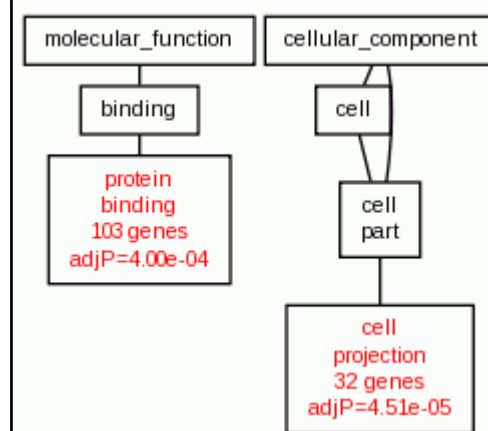 molecular_function
binding
protein
binding
103 genes
adjP=4.00e-04
cellular_component
cell
cell
part
cell
projection
32 genes
adjP=4.51e-05